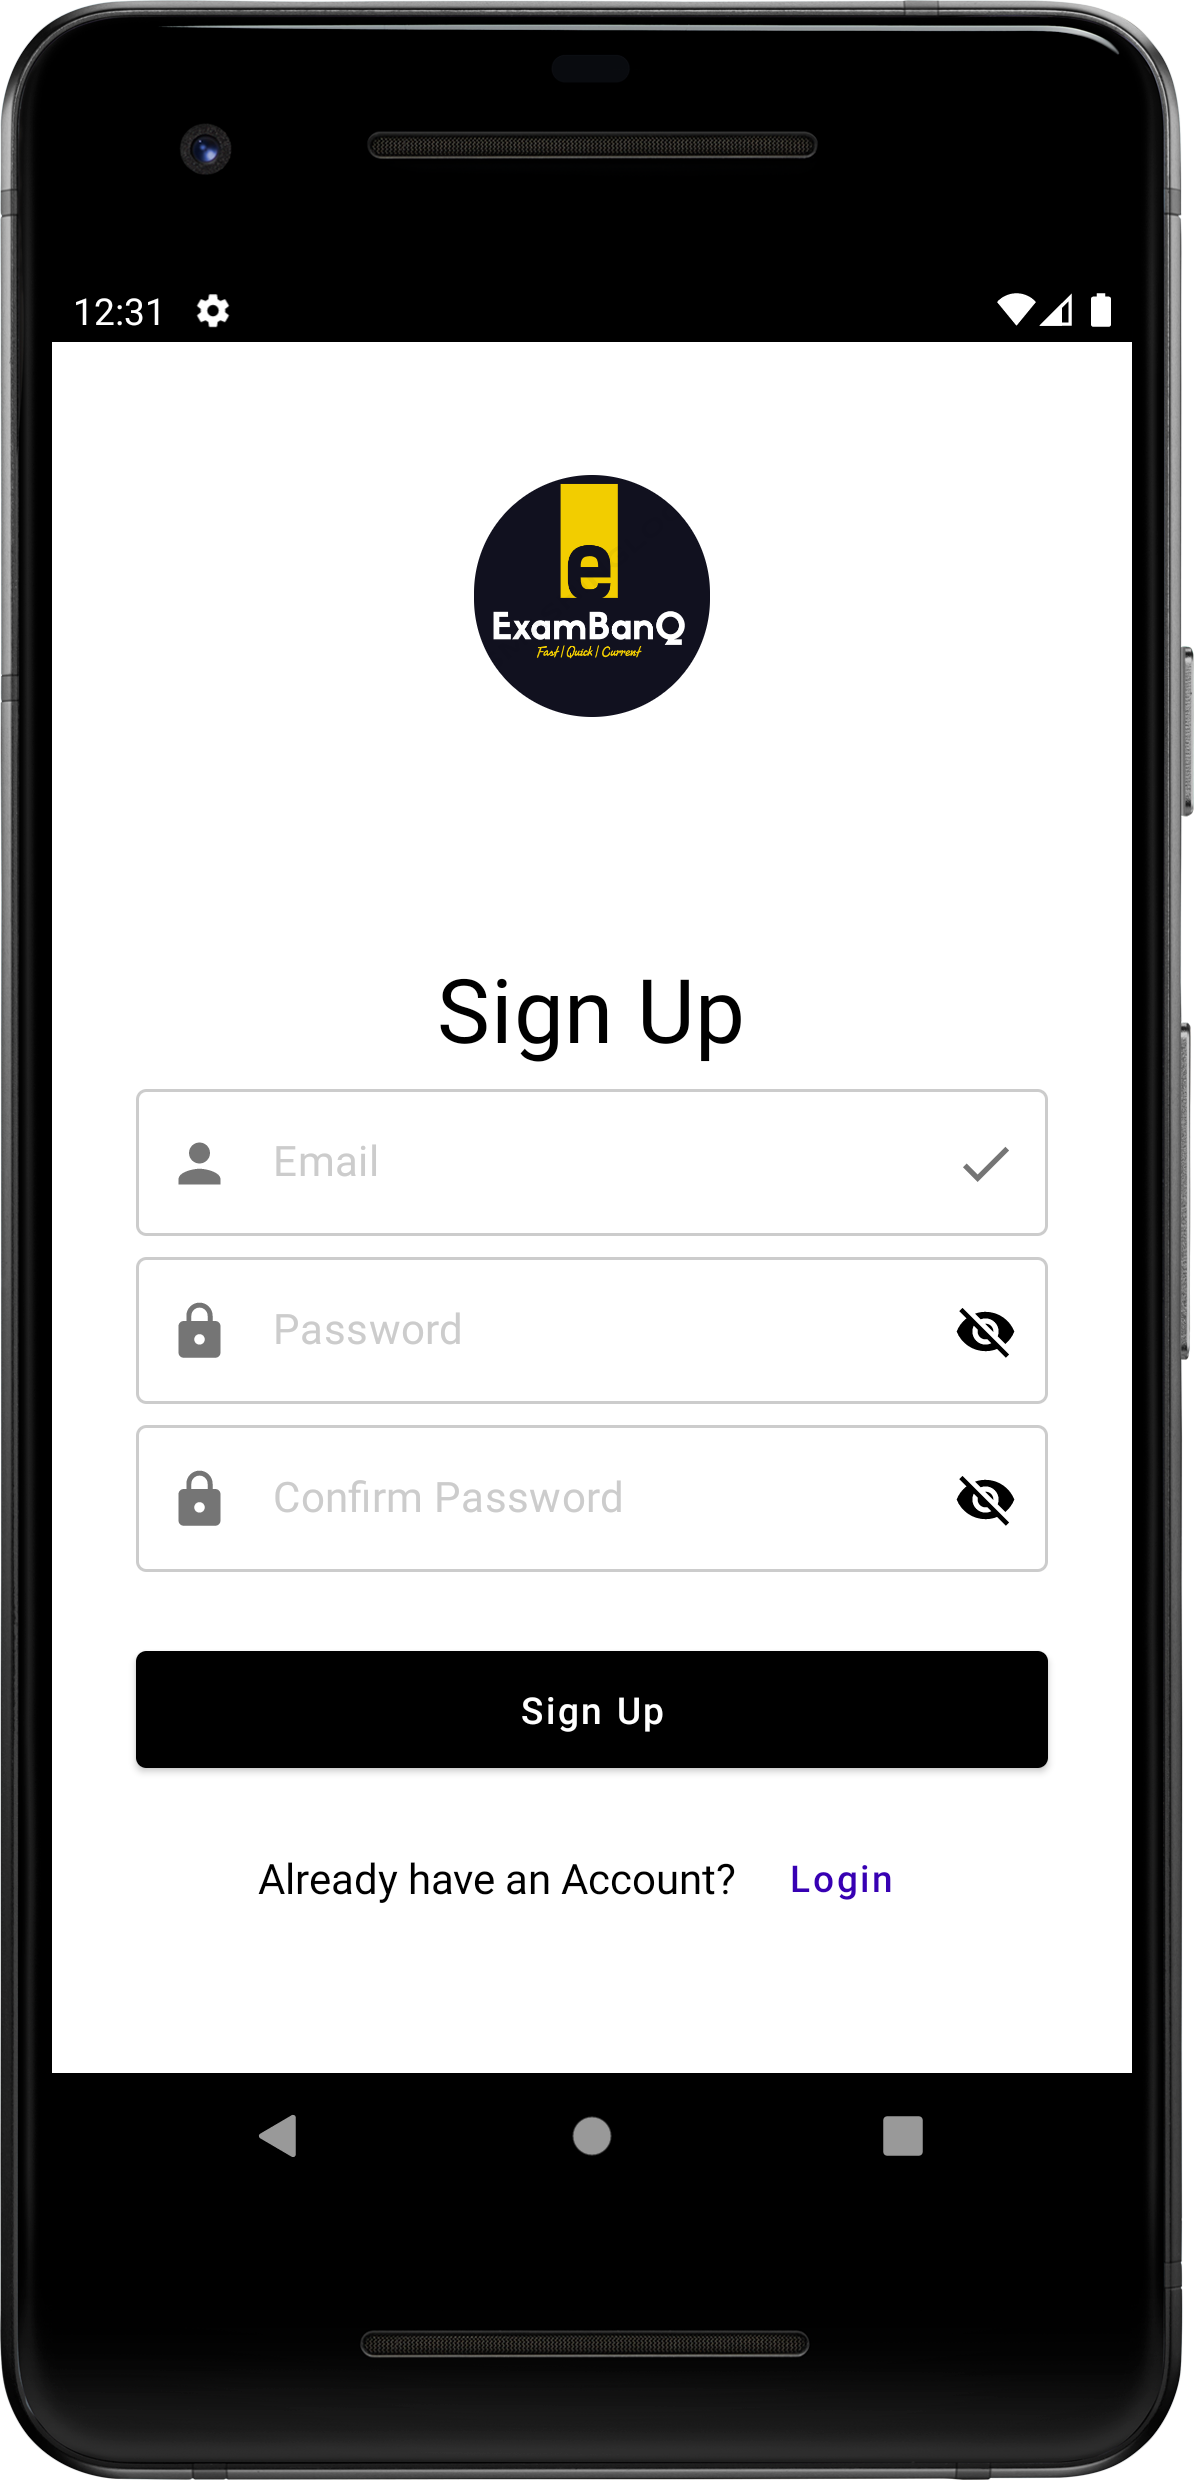 12:31
e
ExamBanQ
Fast | Quick | Current
Sign Up
Email
Password
Confirm Password
Sign Up
Already have an Account? Login